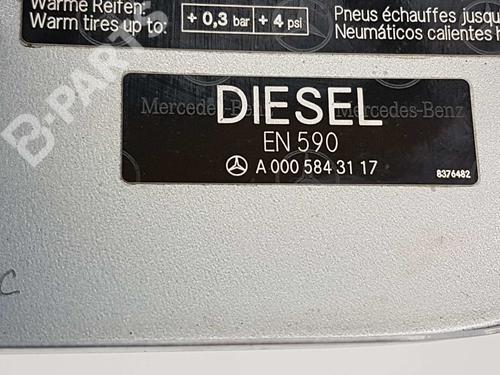 Warme Reifen:
Warm tires up to: + 0,3 bar + 4 psi
Pneus échauffes jusqu
Neumáticos calientes h
Mercedes-Benz Mercedes-Benz
DIESEL
EN 590
A 000 584 31 17
8376482
B-PARTS
C